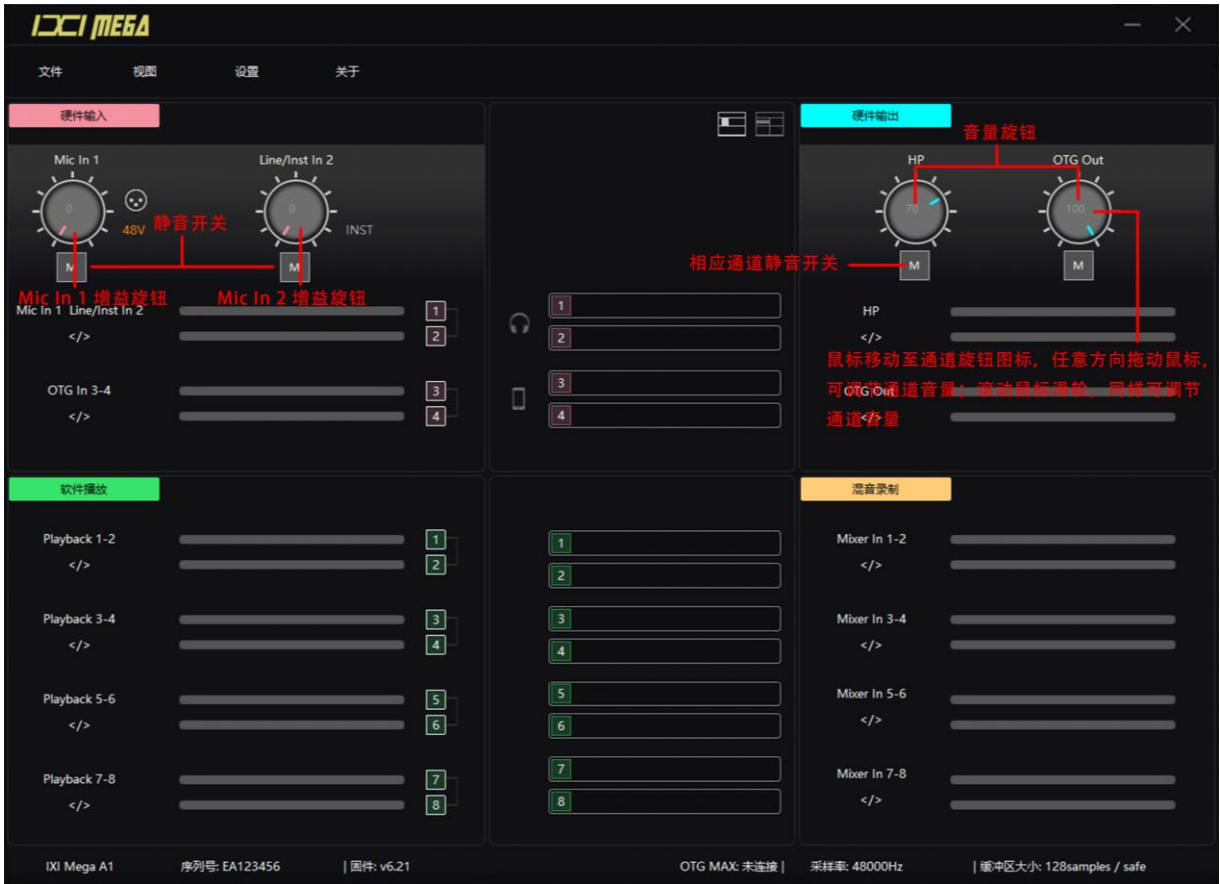 IXI MEGA
文件 视图 设置 关于
硬件输入
Mic In 1 Line/Inst In 2
0 0
48V INST
静音开关
M M
Mic In 1 增益旋钮 Mic In 2 增益旋钮
Mic In 1 Line/Inst In 2 1
</> 2
OTG In 3-4 3
</> 4
1
2
3
4
硬件输出
音量旋钮
HP OTG Out
70 100
相应通道静音开关 M M
HP
</>
鼠标移动至通道旋钮图标，任意方向拖动鼠标，
可调节通道音量；滚动鼠标滑轮，同样可调节
通道音量
OTG Out
</>
软件播放
Playback 1-2 1
</> 2
Playback 3-4 3
</> 4
Playback 5-6 5
</> 6
Playback 7-8 7
</> 8
1
2
3
4
5
6
7
8
混音录制
Mixer In 1-2
</>
Mixer In 3-4
</>
Mixer In 5-6
</>
Mixer In 7-8
</>
IXI Mega A1 序列号: EA123456 | 固件: v6.21 OTG MAX: 未连接 | 采样率: 48000Hz | 缓冲区大小: 128samples / safe